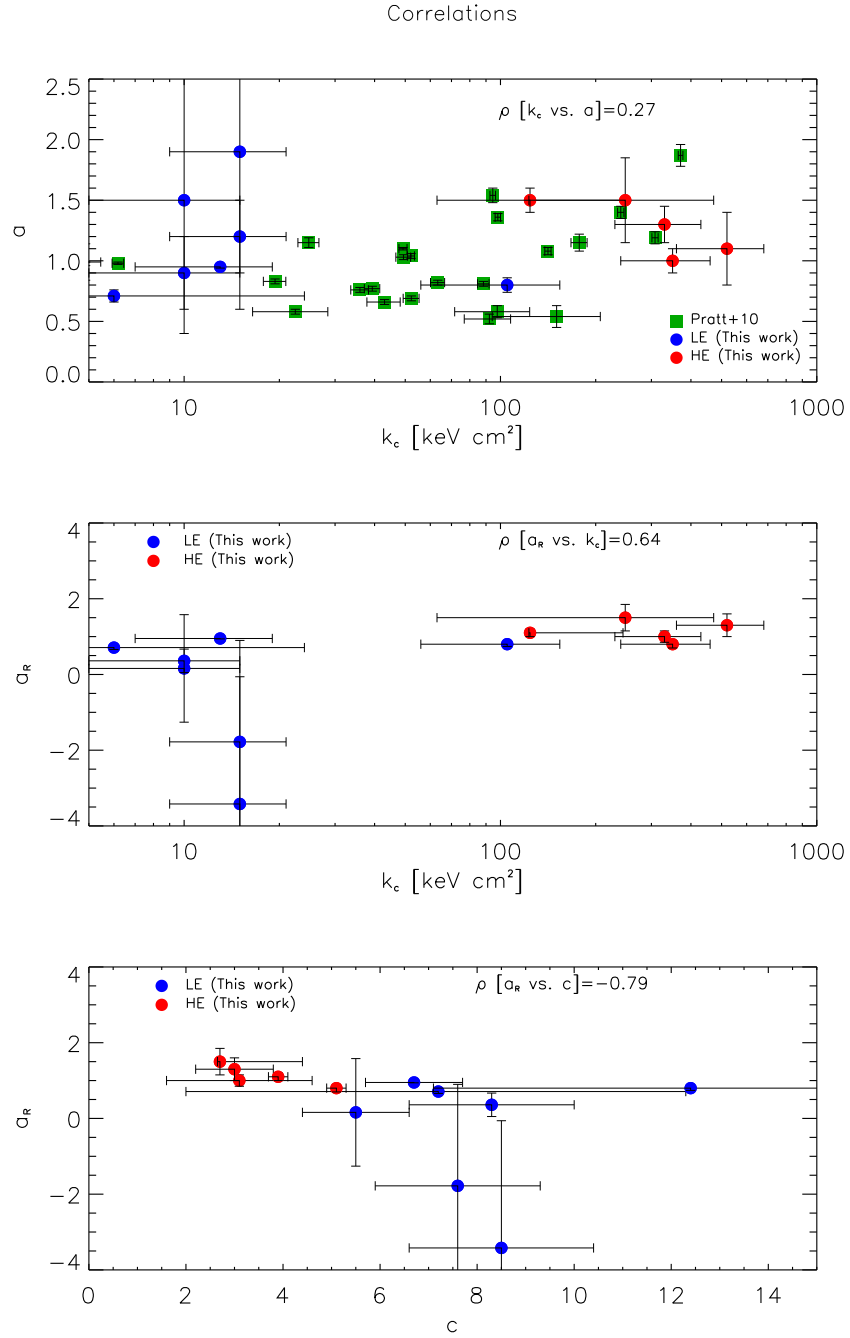 Correlations
2.5
2.0
1.5
1.0
0.5
0.0
a
ρ [k_c vs. a]=0.27
Pratt+10
LE (This work)
HE (This work)
10 100 1000
k_c [keV cm²]
4
2
0
−2
−4
a_R
LE (This work)
HE (This work)
ρ [a_R vs. k_c]=0.64
10 100 1000
k_c [keV cm²]
4
2
0
−2
−4
a_R
LE (This work)
HE (This work)
ρ [a_R vs. c]=−0.79
0 2 4 6 8 10 12 14
c